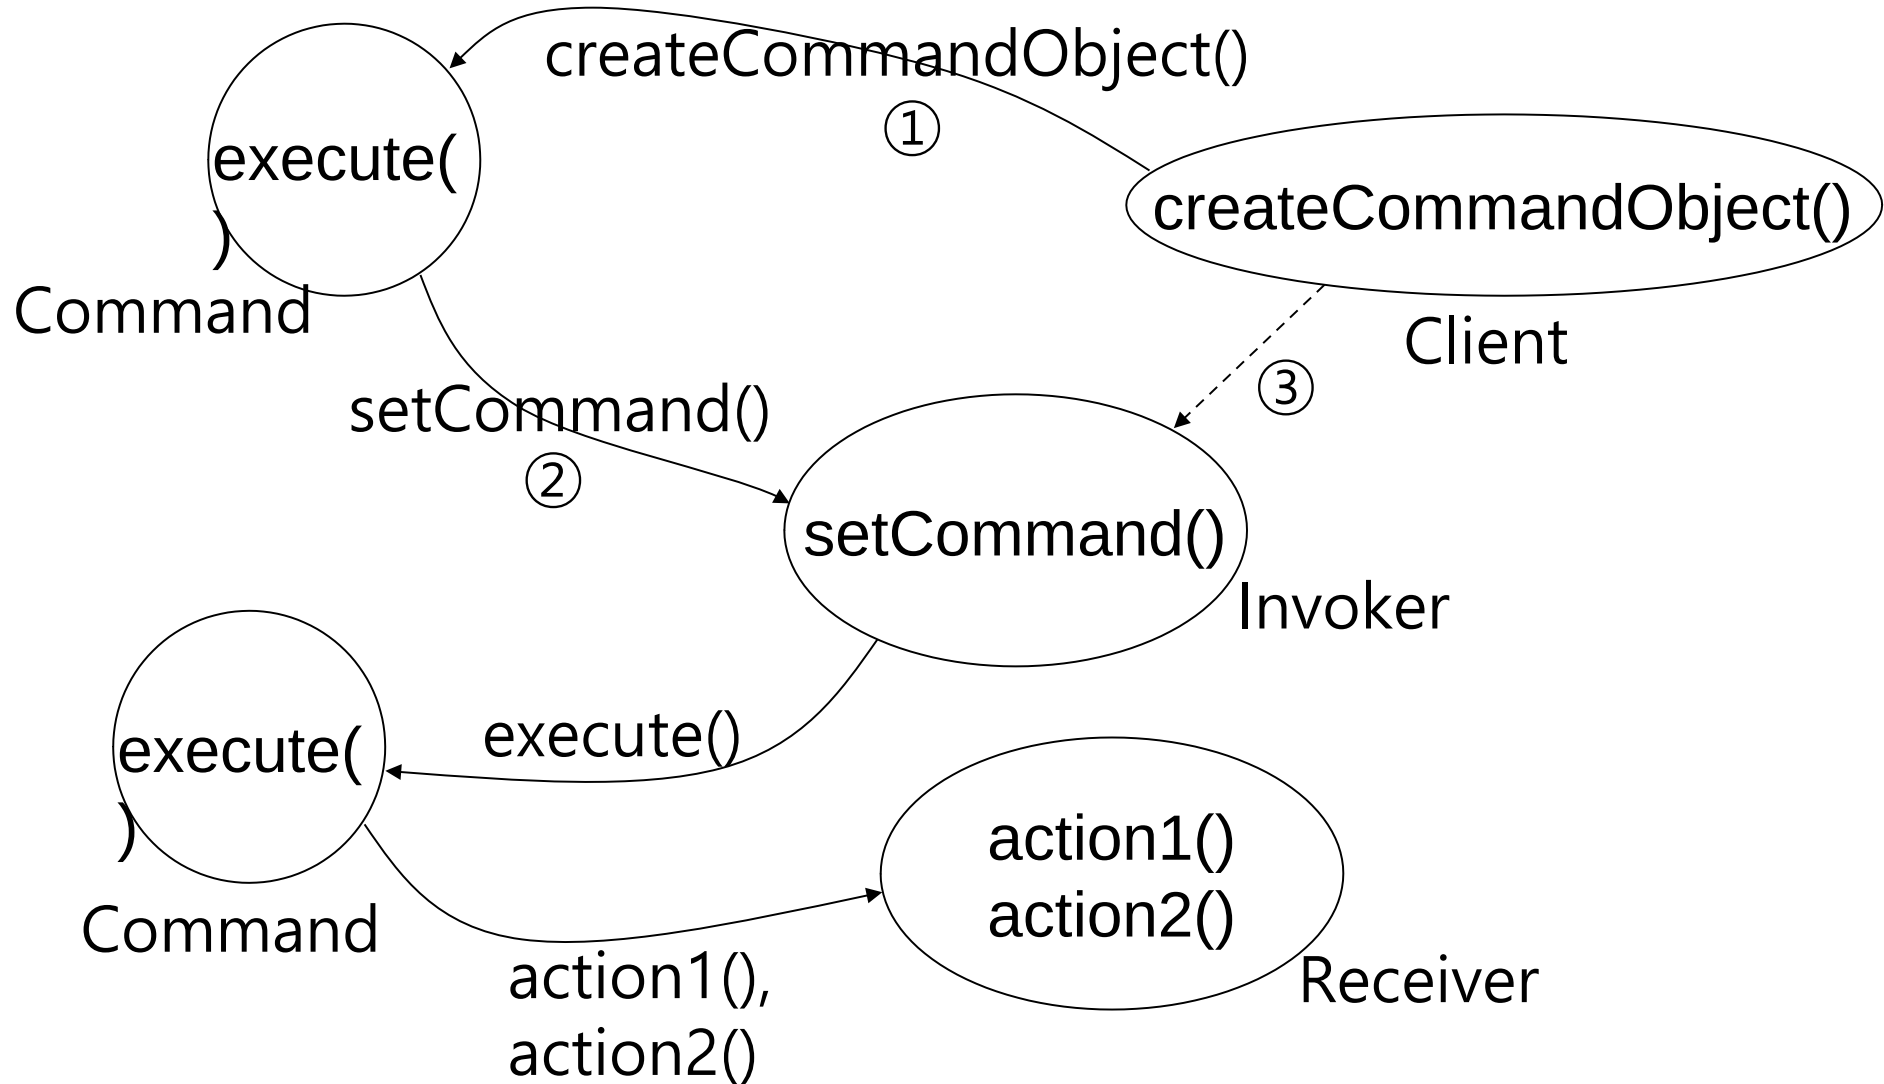 createCommandObject()
①
execute(
)
Command
createCommandObject()
Client
③
setCommand()
②
setCommand()
Invoker
execute()
execute(
)
Command
action1()
action2()
Receiver
action1(),
action2()